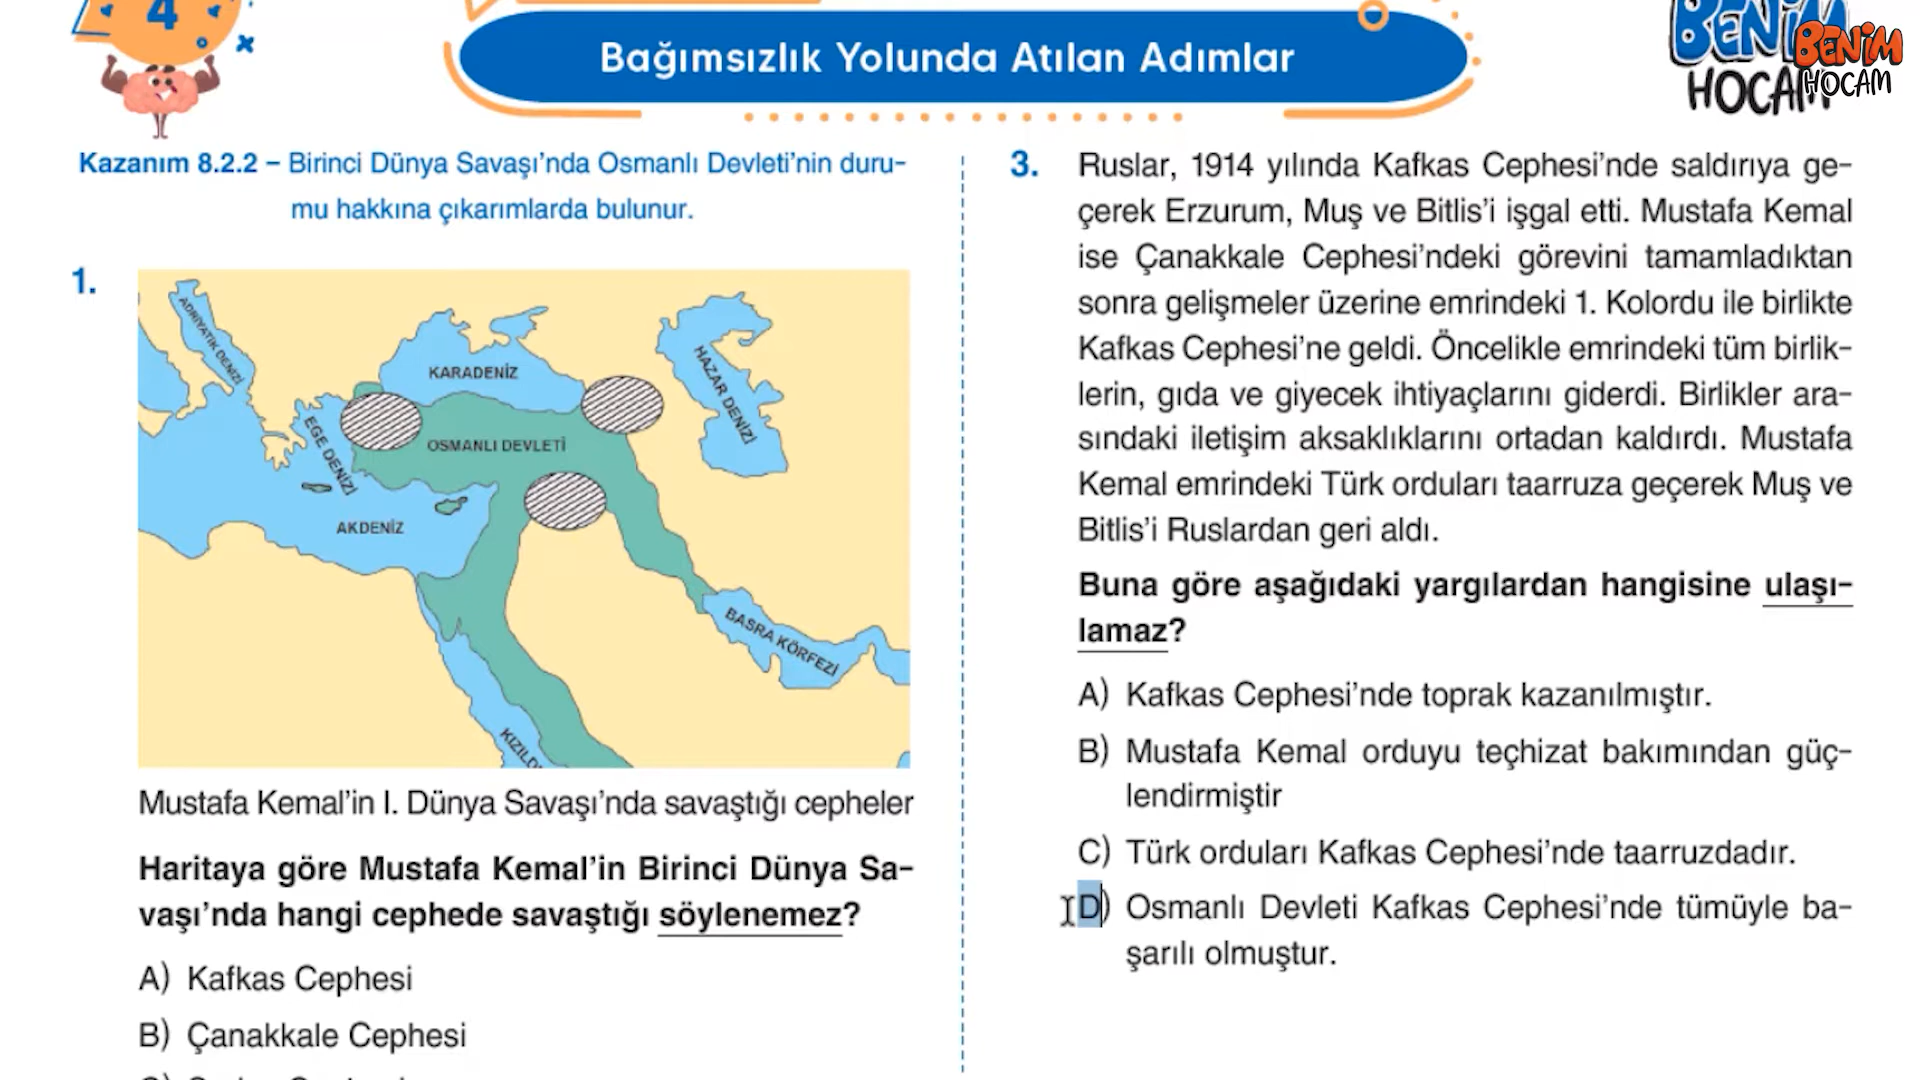 4
Bağımsızlık Yolunda Atılan Adımlar
BENİM
HOCAM
BENİM
HOCAM
Kazanım 8.2.2 – Birinci Dünya Savaşı’nda Osmanlı Devleti’nin duru-
mu hakkına çıkarımlarda bulunur.
1.
ADRİYATİK DENİZİ
KARADENİZ
HAZAR DENİZİ
EGE DENİZİ
OSMANLI DEVLETİ
AKDENİZ
BASRA KÖRFEZİ
KIZILD
Mustafa Kemal’in I. Dünya Savaşı’nda savaştığı cepheler
Haritaya göre Mustafa Kemal’in Birinci Dünya Sa-
vaşı’nda hangi cephede savaştığı söylenemez?
A) Kafkas Cephesi
B) Çanakkale Cephesi
3. Ruslar, 1914 yılında Kafkas Cephesi’nde saldırıya ge-
çerek Erzurum, Muş ve Bitlis’i işgal etti. Mustafa Kemal
ise Çanakkale Cephesi’ndeki görevini tamamladıktan
sonra gelişmeler üzerine emrindeki 1. Kolordu ile birlikte
Kafkas Cephesi’ne geldi. Öncelikle emrindeki tüm birlik-
lerin, gıda ve giyecek ihtiyaçlarını giderdi. Birlikler ara-
sındaki iletişim aksaklıklarını ortadan kaldırdı. Mustafa
Kemal emrindeki Türk orduları taarruza geçerek Muş ve
Bitlis’i Ruslardan geri aldı.
Buna göre aşağıdaki yargılardan hangisine ulaşı-
lamaz?
A) Kafkas Cephesi’nde toprak kazanılmıştır.
B) Mustafa Kemal orduyu teçhizat bakımından güç-
lendirmiştir
C) Türk orduları Kafkas Cephesi’nde taarruzdadır.
D) Osmanlı Devleti Kafkas Cephesi’nde tümüyle ba-
şarılı olmuştur.